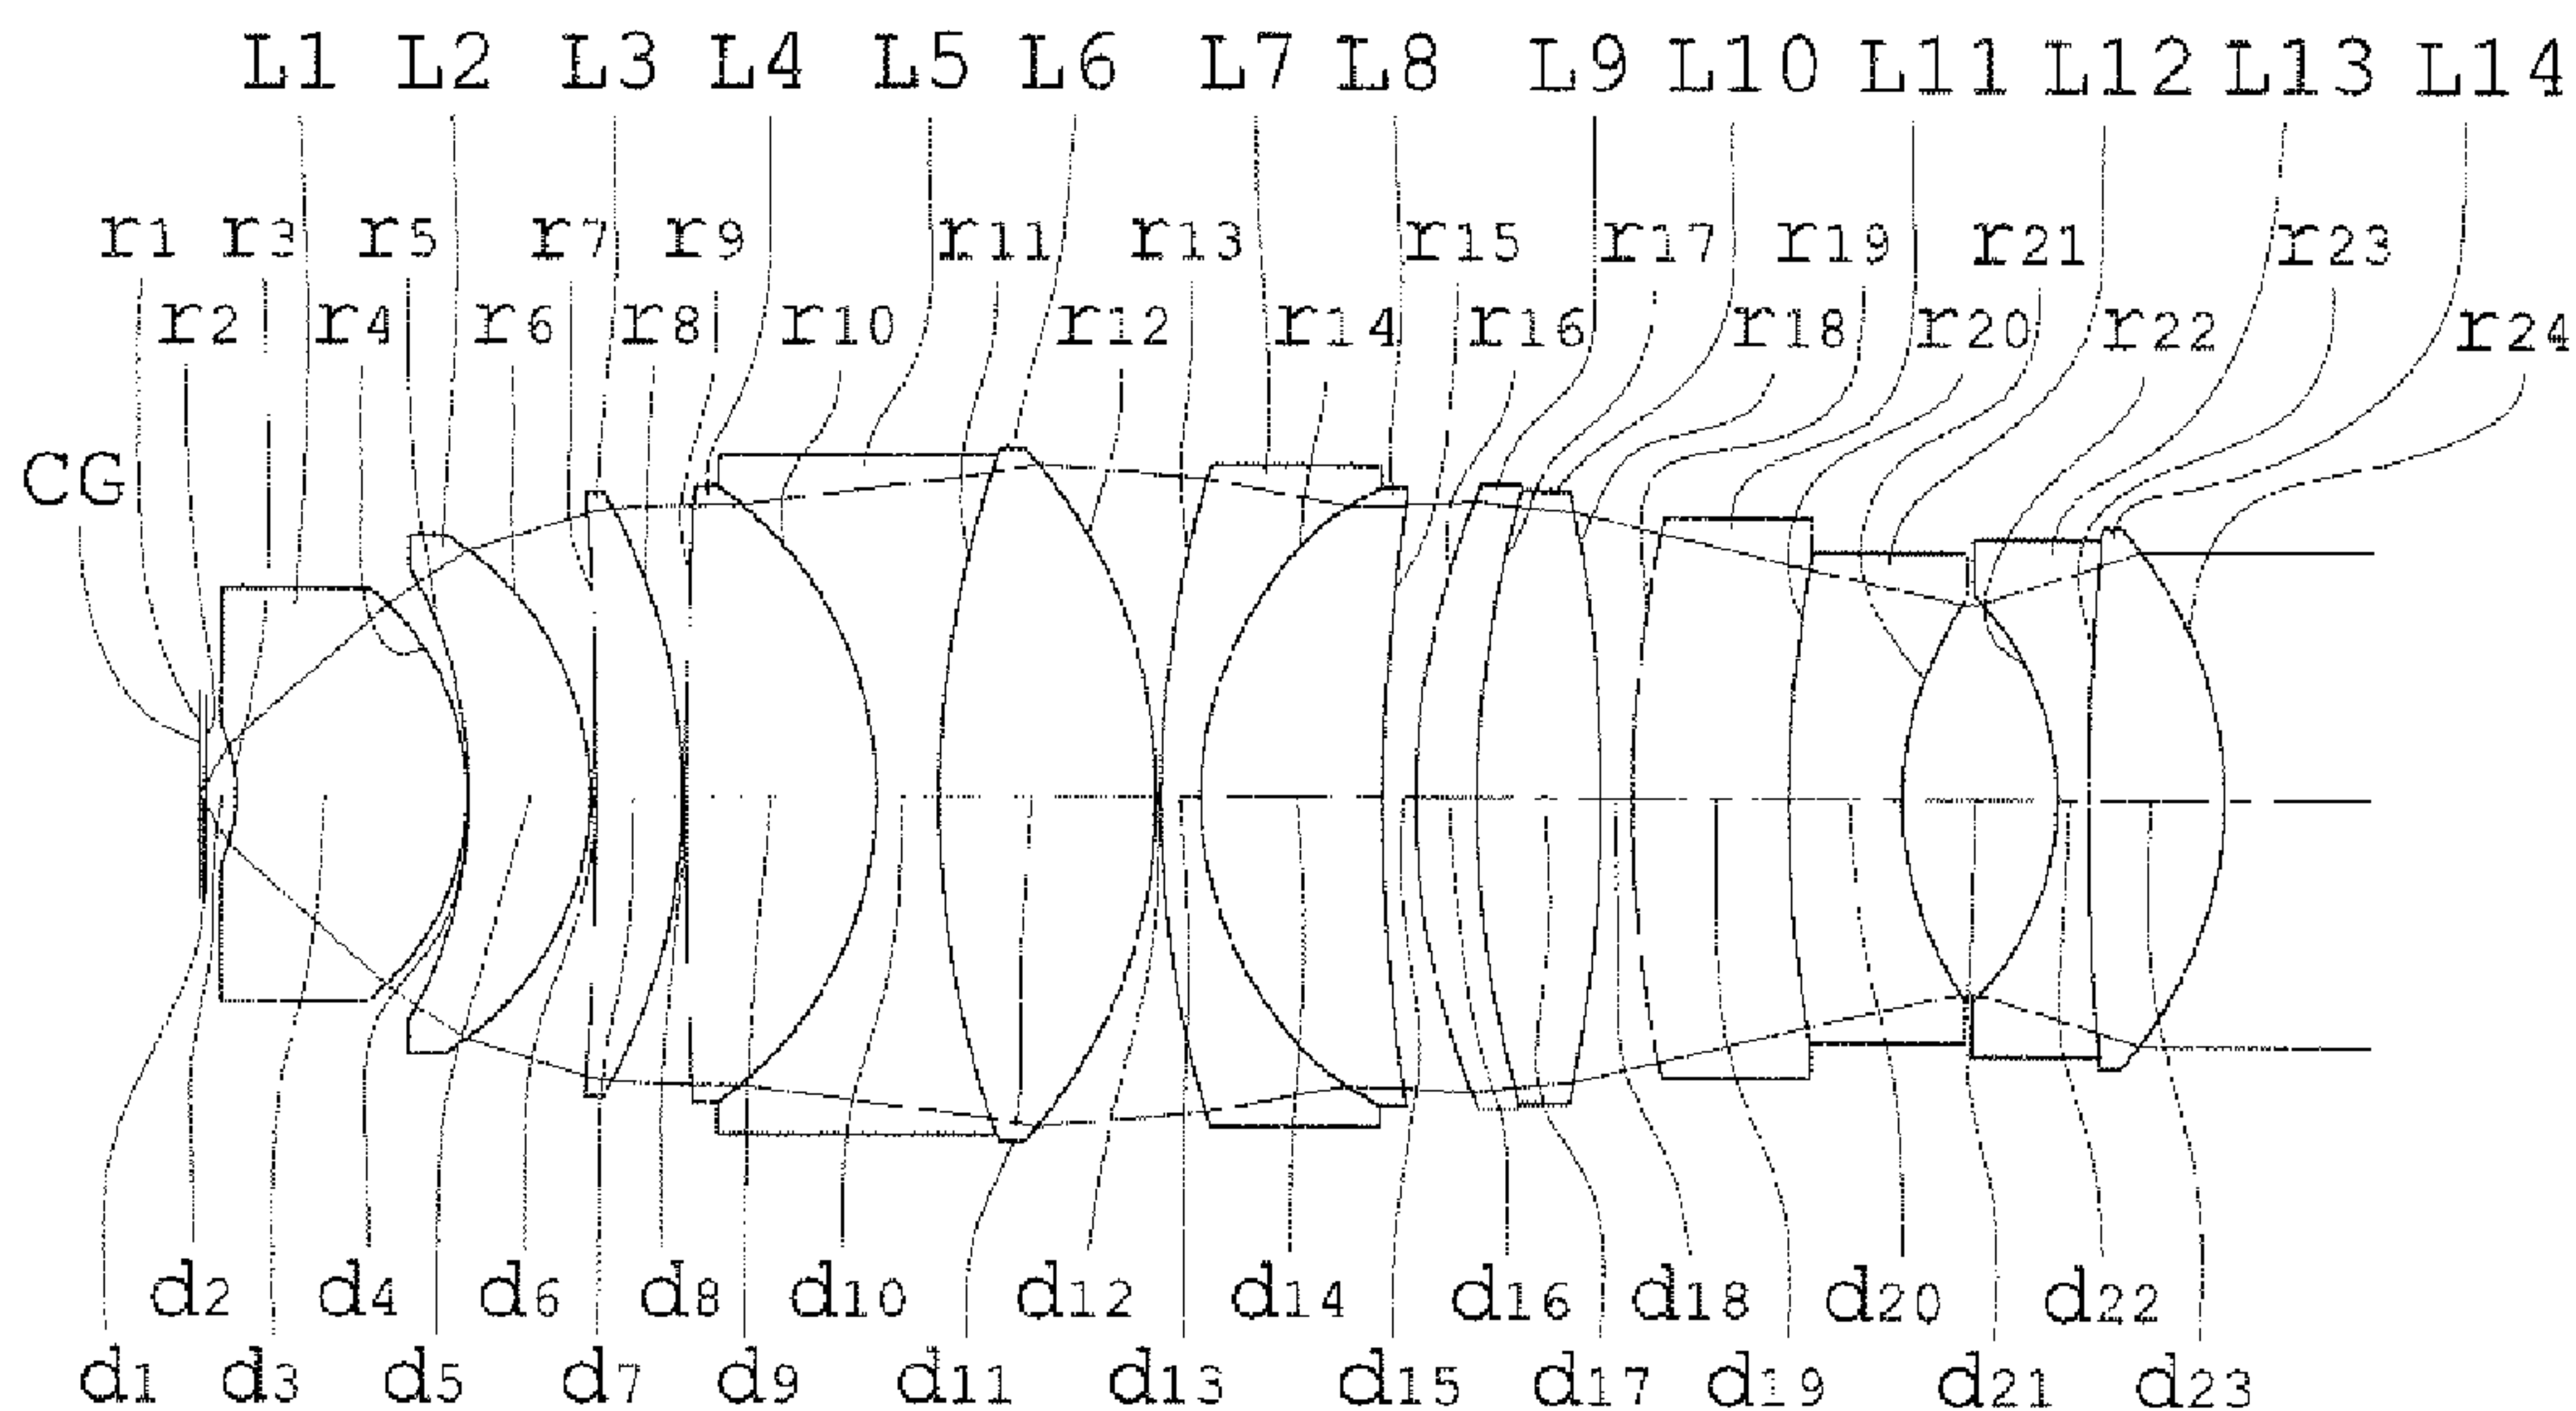 L1 L2 L3 L4 L5 L6 L7 L8 L9 L10 L11 L12 L13 L14
r1 r3 r5 r7 r9 r11 r13 r15 r17 r19 r21 r23
r2 r4 r6 r8 r10 r12 r14 r16 r18 r20 r22 r24
CG
d2 d4 d6 d8 d10 d12 d14 d16 d18 d20 d22
d1 d3 d5 d7 d9 d11 d13 d15 d17 d19 d21 d23